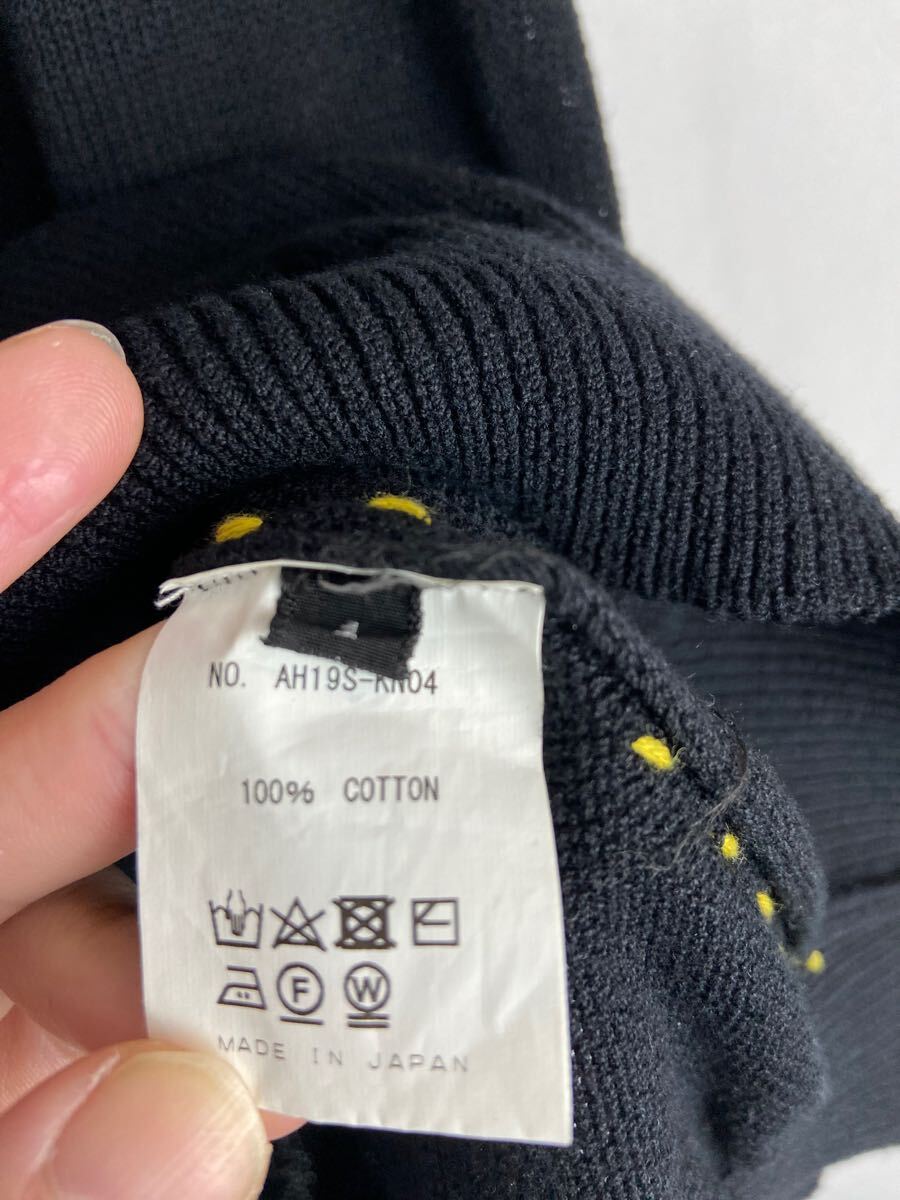 NO. AH19S-KN04
100% COTTON
F W
MADE IN JAPAN